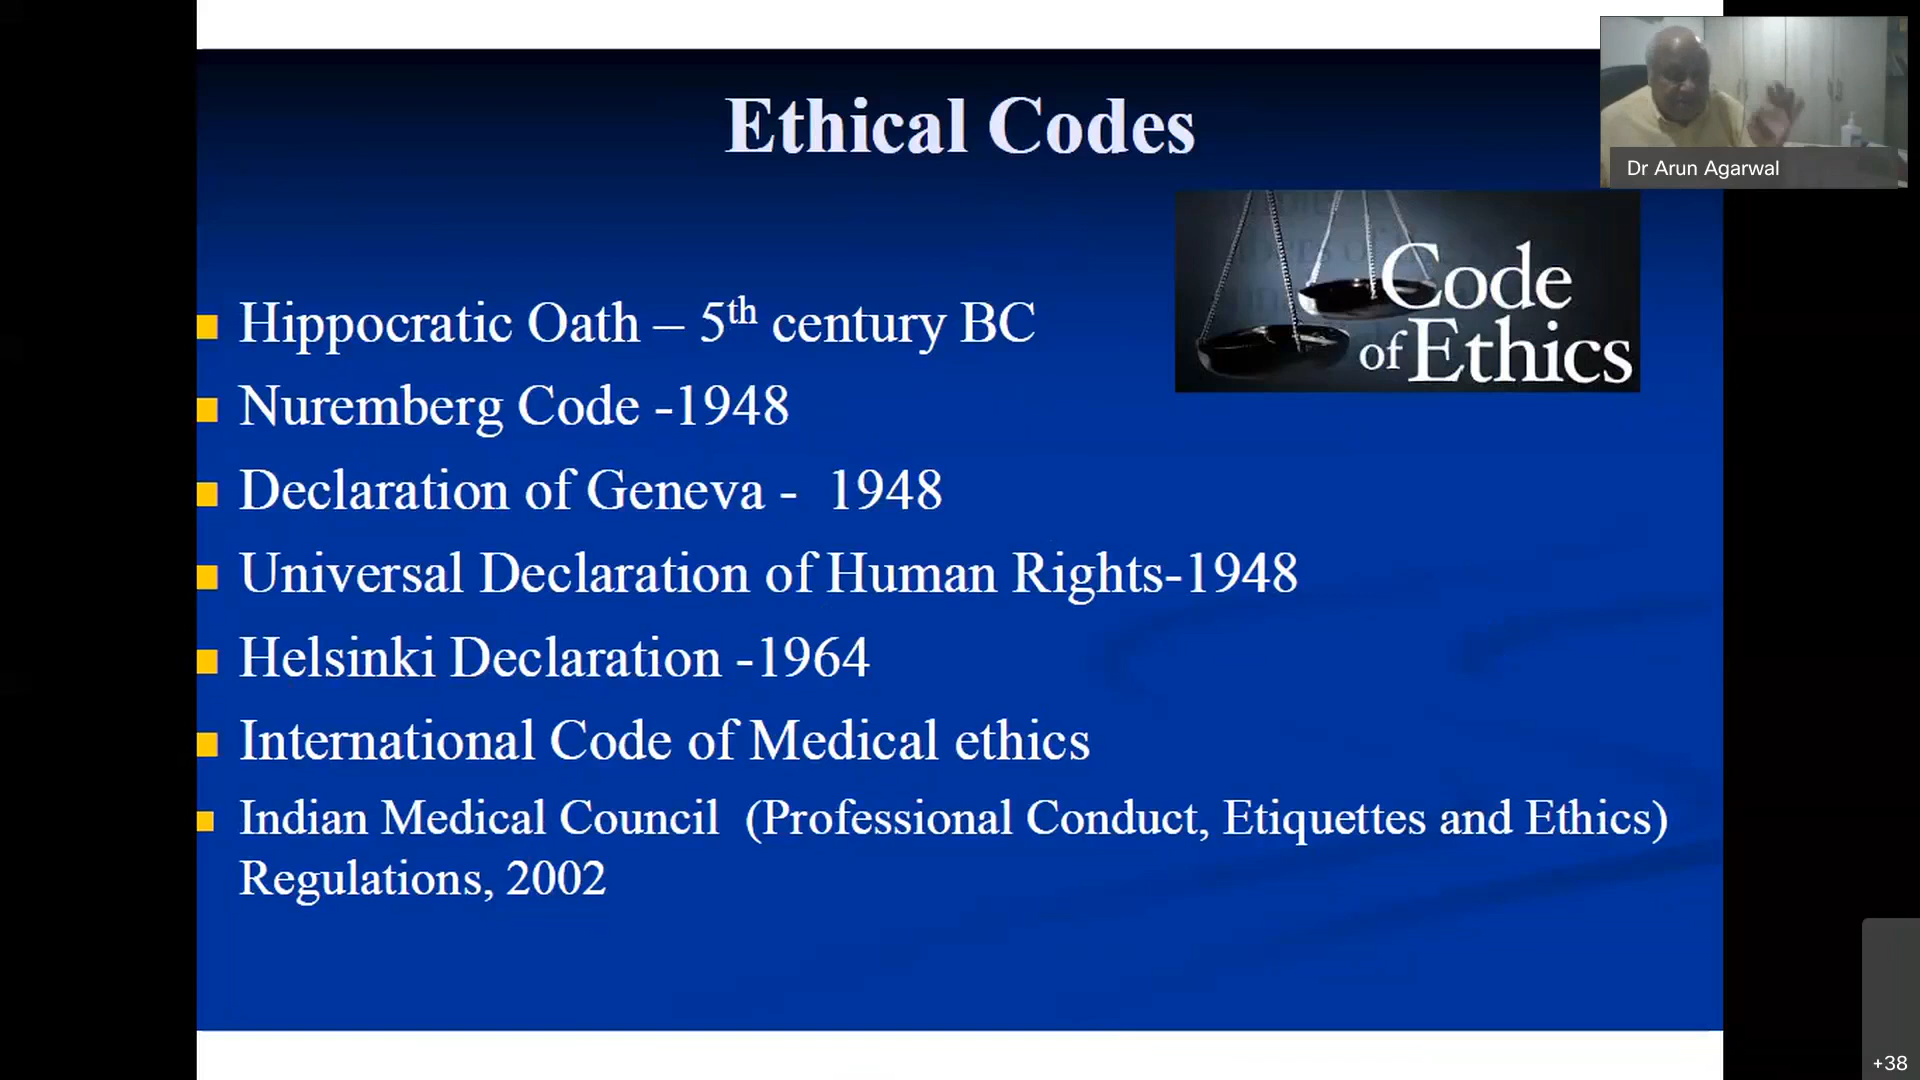 Ethical Codes
Dr Arun Agarwal
Code
of Ethics
Hippocratic Oath – 5th century BC
Nuremberg Code -1948
Declaration of Geneva - 1948
Universal Declaration of Human Rights-1948
Helsinki Declaration -1964
International Code of Medical ethics
Indian Medical Council (Professional Conduct, Etiquettes and Ethics)
Regulations, 2002
+38